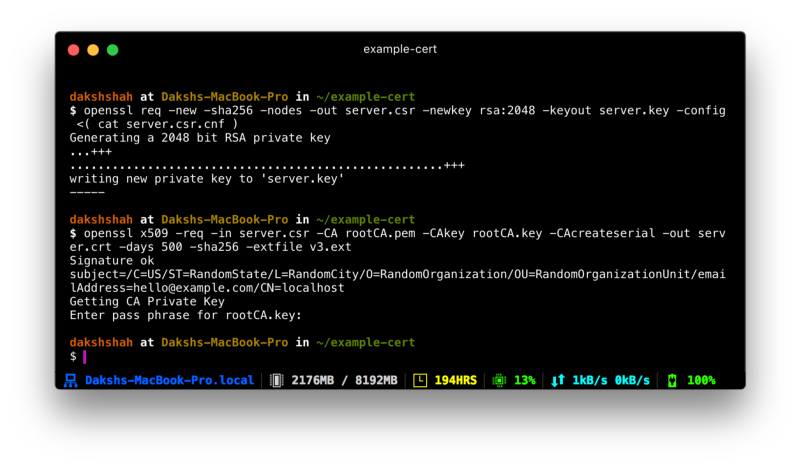 example-cert
dakshshah at Dakshs-MacBook-Pro in ~/example-cert
$ openssl req -new -sha256 -nodes -out server.csr -newkey rsa:2048 -keyout server.key -config
<( cat server.csr.cnf )
Generating a 2048 bit RSA private key
...+++
.....................................................+++
writing new private key to 'server.key'
-----
dakshshah at Dakshs-MacBook-Pro in ~/example-cert
$ openssl x509 -req -in server.csr -CA rootCA.pem -CAkey rootCA.key -CAcreateserial -out serv
er.crt -days 500 -sha256 -extfile v3.ext
Signature ok
subject=/C=US/ST=RandomState/L=RandomCity/O=RandomOrganization/OU=RandomOrganizationUnit/emai
lAddress=hello@example.com/CN=localhost
Getting CA Private Key
Enter pass phrase for rootCA.key:
dakshshah at Dakshs-MacBook-Pro in ~/example-cert
$
Dakshs-MacBook-Pro.local 2176MB / 8192MB 194HRS 13% 1kB/s 0kB/s 100%